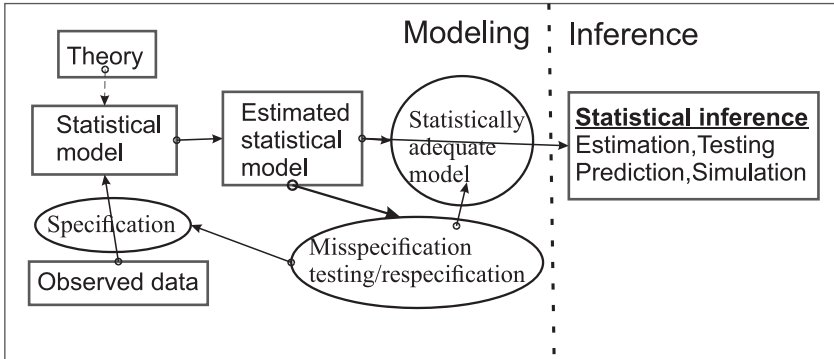 Modeling
Inference
Theory
Statistical
model
Estimated
statistical
model
Statistically
adequate
model
Statistical inference
Estimation,Testing
Prediction,Simulation
Specification
Misspecification
testing/respecification
Observed data